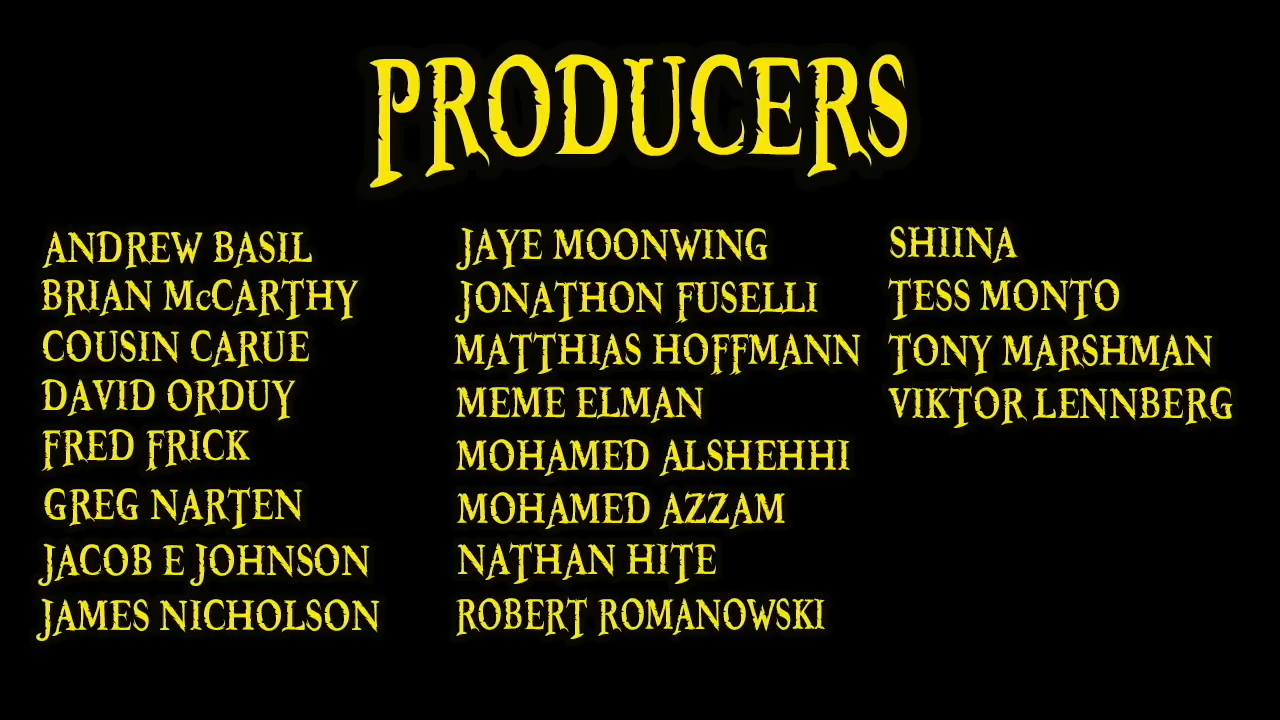 PRODUCERS
ANDREW BASIL
BRIAN McCARTHY
COUSIN CARUE
DAVID ORDUY
FRED FRICK
GREG NARTEN
JACOB E JOHNSON
JAMES NICHOLSON
JAYE MOONWING
JONATHON FUSELLI
MATTHIAS HOFFMANN
MEME ELMAN
MOHAMED ALSHEHHI
MOHAMED AZZAM
NATHAN HITE
ROBERT ROMANOWSKI
SHIINA
TESS MONTO
TONY MARSHMAN
VIKTOR LENNBERG